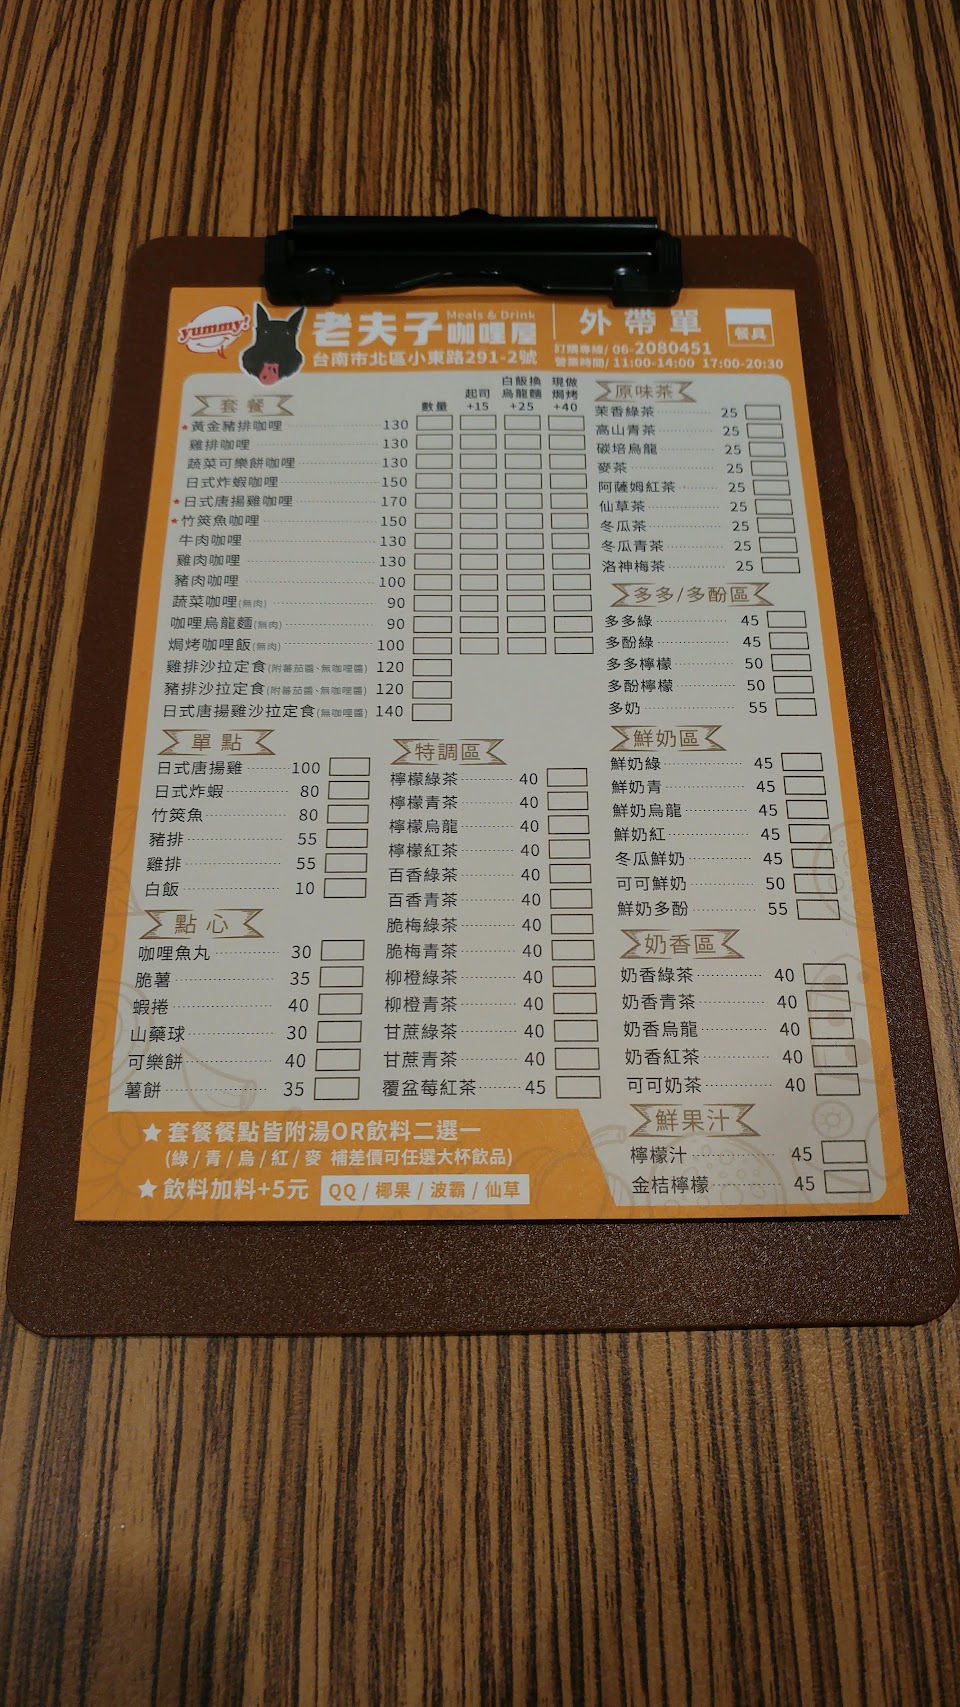 yummy!
老夫子 咖哩屋
Meals & Drink
台南市北區小東路291-2號
外帶單
餐具
訂購專線/ 06-2080451
營業時間/ 11:00-14:00 17:00-20:30
套餐
數量 起司+15 白飯換烏龍麵+25 現做焗烤+40
★黃金豬排咖哩 130
雞排咖哩 130
蔬菜可樂餅咖哩 130
日式炸蝦咖哩 150
★日式唐揚雞咖哩 170
★竹筴魚咖哩 150
牛肉咖哩 130
雞肉咖哩 130
豬肉咖哩 100
蔬菜咖哩(無肉) 90
咖哩烏龍麵(無肉) 90
焗烤咖哩飯(無肉) 100
雞排沙拉定食(附蕃茄醬、無咖哩醬) 120
豬排沙拉定食(附蕃茄醬、無咖哩醬) 120
日式唐揚雞沙拉定食(無咖哩醬) 140
單點
日式唐揚雞 100
日式炸蝦 80
竹筴魚 80
豬排 55
雞排 55
白飯 10
點心
咖哩魚丸 30
脆薯 35
蝦捲 40
山藥球 30
可樂餅 40
薯餅 35
特調區
檸檬綠茶 40
檸檬青茶 40
檸檬烏龍 40
檸檬紅茶 40
百香綠茶 40
百香青茶 40
脆梅綠茶 40
脆梅青茶 40
柳橙綠茶 40
柳橙青茶 40
甘蔗綠茶 40
甘蔗青茶 40
覆盆莓紅茶 45
原味茶
茉香綠茶 25
高山青茶 25
碳培烏龍 25
麥茶 25
阿薩姆紅茶 25
仙草茶 25
冬瓜茶 25
冬瓜青茶 25
洛神梅茶 25
多多/多酚區
多多綠 45
多酚綠 45
多多檸檬 50
多酚檸檬 50
多奶 55
鮮奶區
鮮奶綠 45
鮮奶青 45
鮮奶烏龍 45
鮮奶紅 45
冬瓜鮮奶 45
可可鮮奶 50
鮮奶多酚 55
奶香區
奶香綠茶 40
奶香青茶 40
奶香烏龍 40
奶香紅茶 40
可可奶茶 40
鮮果汁
檸檬汁 45
金桔檸檬 45
★ 套餐餐點皆附湯OR飲料二選一
(綠 / 青 / 烏 / 紅 / 麥 補差價可任選大杯飲品)
★ 飲料加料+5元 QQ / 椰果 / 波霸 / 仙草